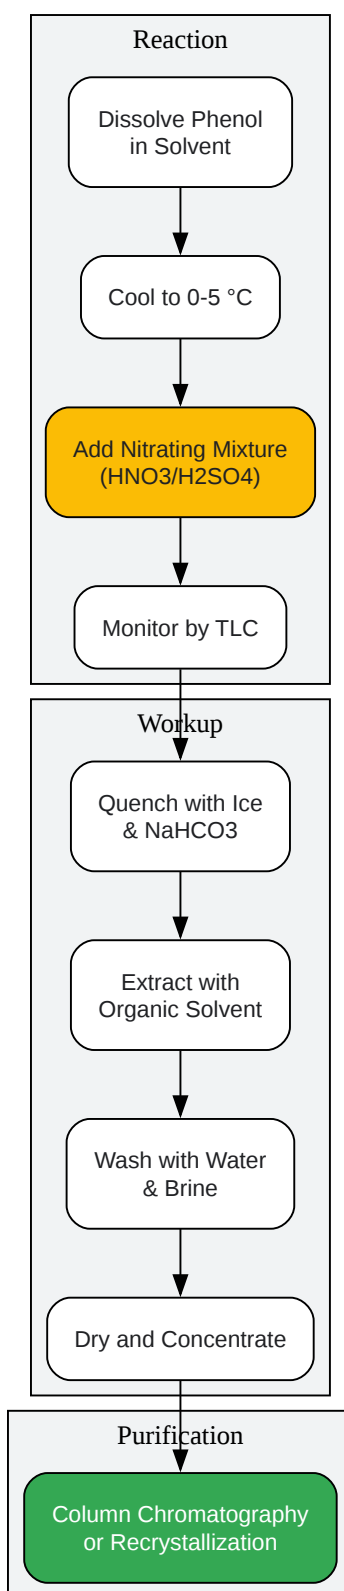 Reaction
Dissolve Phenol
in Solvent
Cool to 0-5 °C
Add Nitrating Mixture
(HNO3/H2SO4)
Monitor by TLC
Workup
Quench with Ice
& NaHCO3
Extract with
Organic Solvent
Wash with Water
& Brine
Dry and Concentrate
Purification
Column Chromatography
or Recrystallization